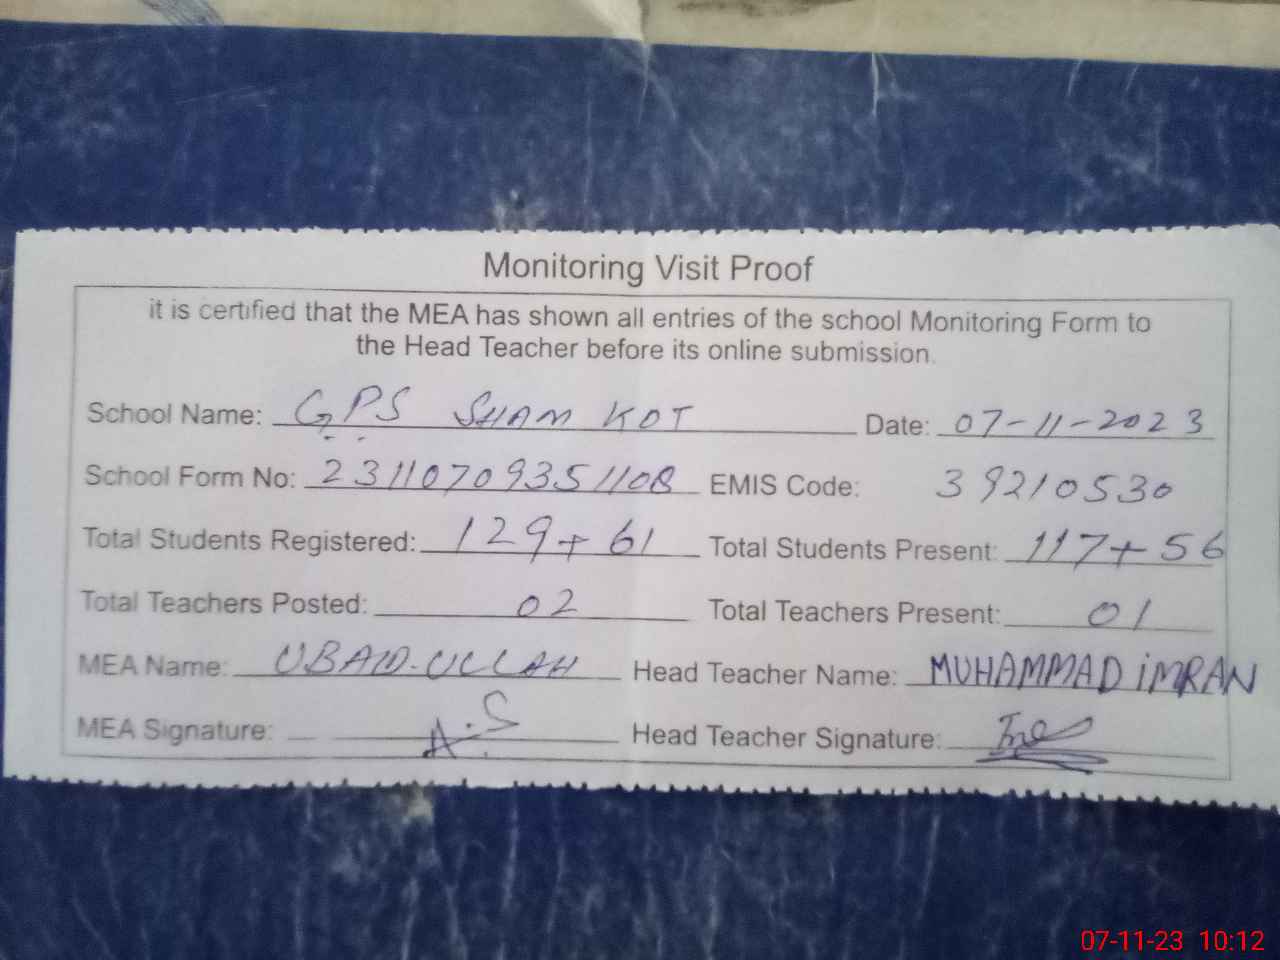 Monitoring Visit Proof
it is certified that the MEA has shown all entries of the school Monitoring Form to
the Head Teacher before its online submission.
School Name: GPS SHAM KOT Date: 07-11-2023
School Form No: 23110709351108 EMIS Code: 39210530
Total Students Registered: 129+61 Total Students Present: 117+56
Total Teachers Posted: 02 Total Teachers Present: 01
MEA Name: UBAID-ULLAH Head Teacher Name: MUHAMMAD IMRAN
MEA Signature: Head Teacher Signature:
07-11-23 10:12